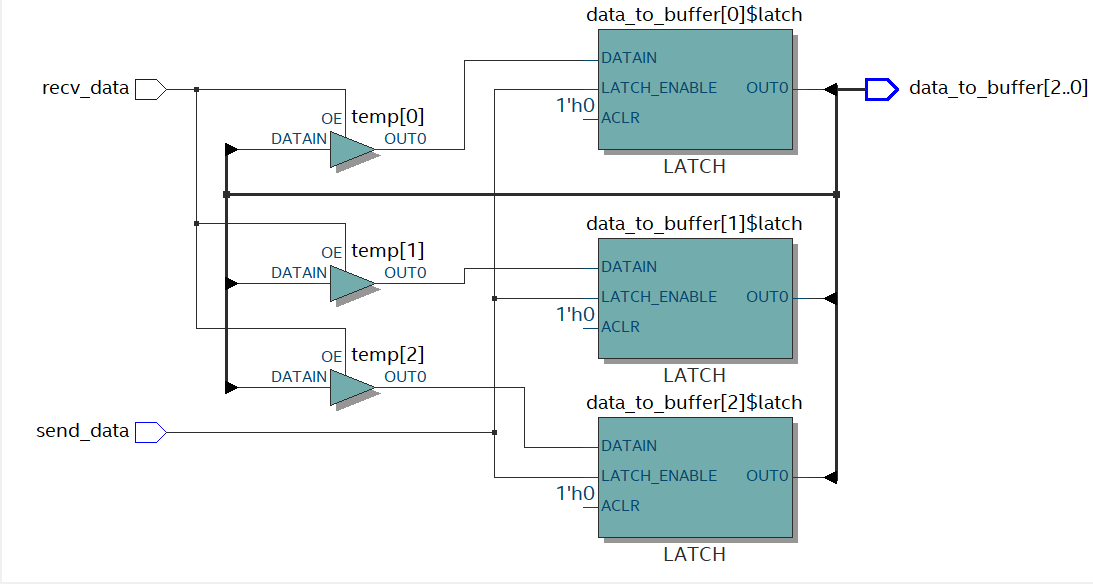 data_to_buffer[0]$latch
recv_data
DATAIN
LATCH_ENABLE OUT0
data_to_buffer[2..0]
1'h0
ACLR
OE temp[0]
DATAIN OUT0
LATCH
data_to_buffer[1]$latch
OE temp[1]
DATAIN OUT0
DATAIN
LATCH_ENABLE OUT0
1'h0
ACLR
LATCH
OE temp[2]
DATAIN OUT0
data_to_buffer[2]$latch
send_data
DATAIN
LATCH_ENABLE OUT0
1'h0
ACLR
LATCH